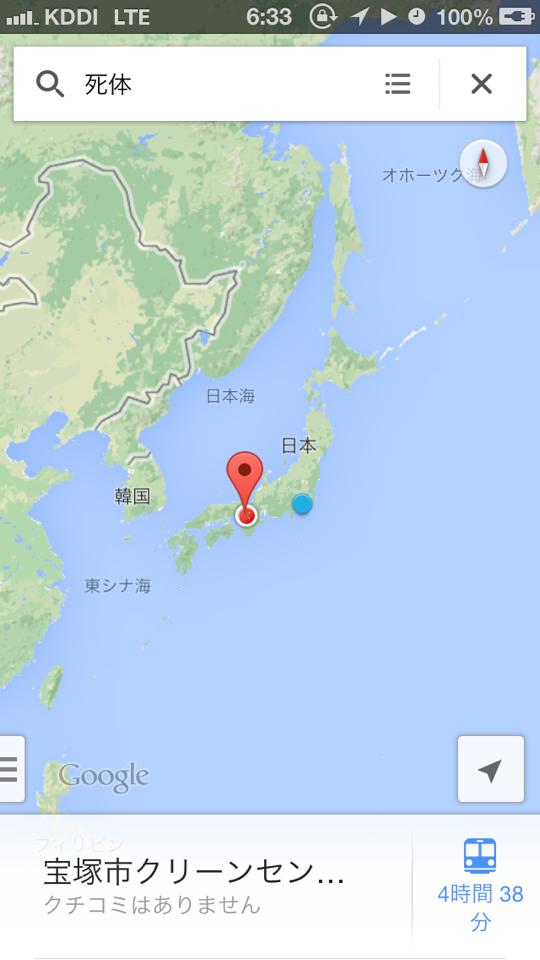 KDDI LTE 6:33 100%
死体
オホーツク海
日本海
日本
韓国
東シナ海
Google
フィリピン
宝塚市クリーンセン...
クチコミはありません
4時間 38
分